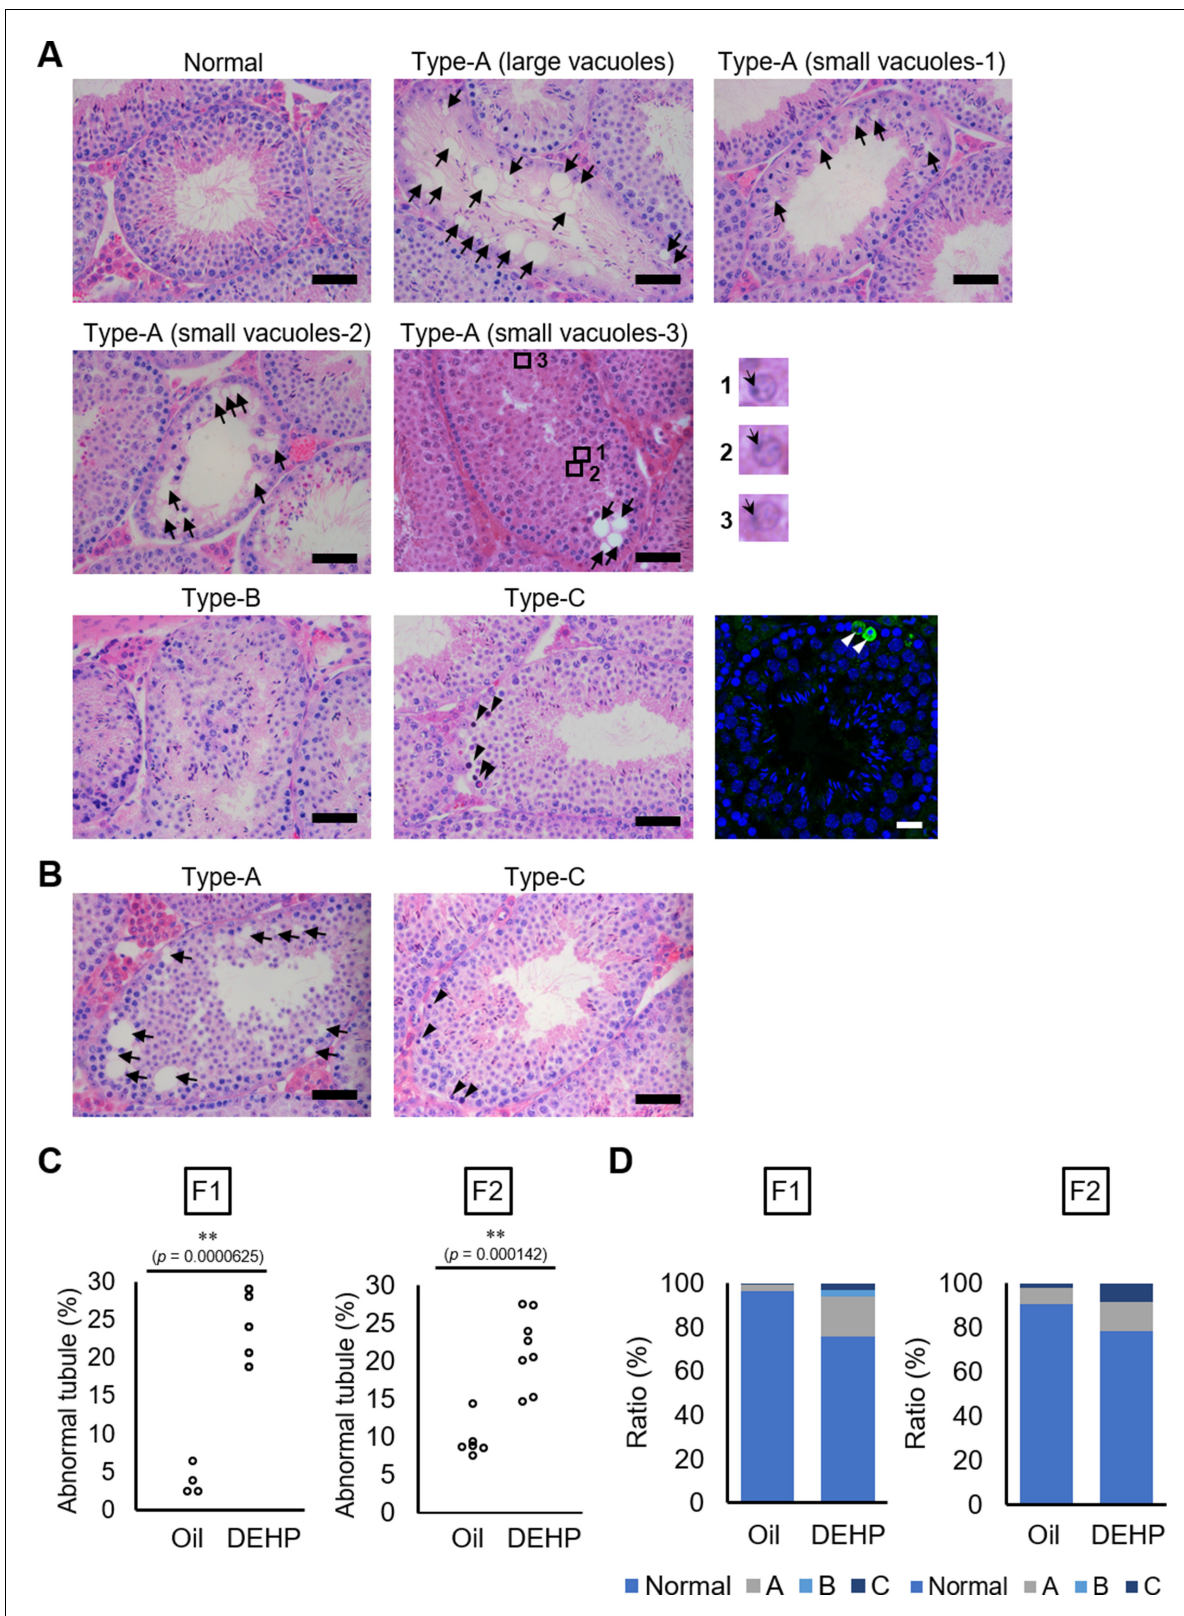 A
Normal
Type-A (large vacuoles)
Type-A (small vacuoles-1)
Type-A (small vacuoles-2)
Type-A (small vacuoles-3)
3
1
2
1
2
3
Type-B
Type-C
B
Type-A
Type-C
C
D
F1
F2
F1
F2
**
(p = 0.0000625)
**
(p = 0.000142)
Abnormal tubule (%)
30
25
20
15
10
5
0
Oil DEHP
Abnormal tubule (%)
30
25
20
15
10
5
0
Oil DEHP
Ratio (%)
100
80
60
40
20
0
Oil DEHP
Ratio (%)
100
80
60
40
20
0
Oil DEHP
Normal A B C
Normal A B C